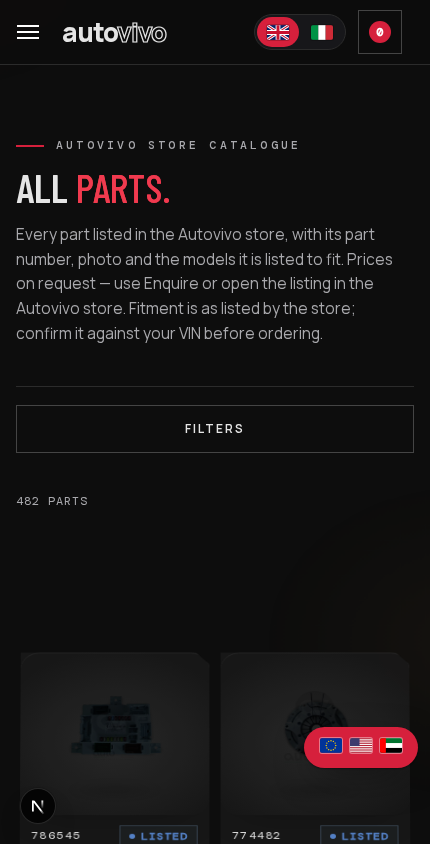 autovivo
0
AUTOVIVO STORE CATALOGUE
ALL PARTS.
Every part listed in the Autovivo store, with its part
number, photo and the models it is listed to fit. Prices
on request — use Enquire or open the listing in the
Autovivo store. Fitment is as listed by the store;
confirm it against your VIN before ordering.
FILTERS
482 PARTS
N
786545
LISTED
774482
LISTED